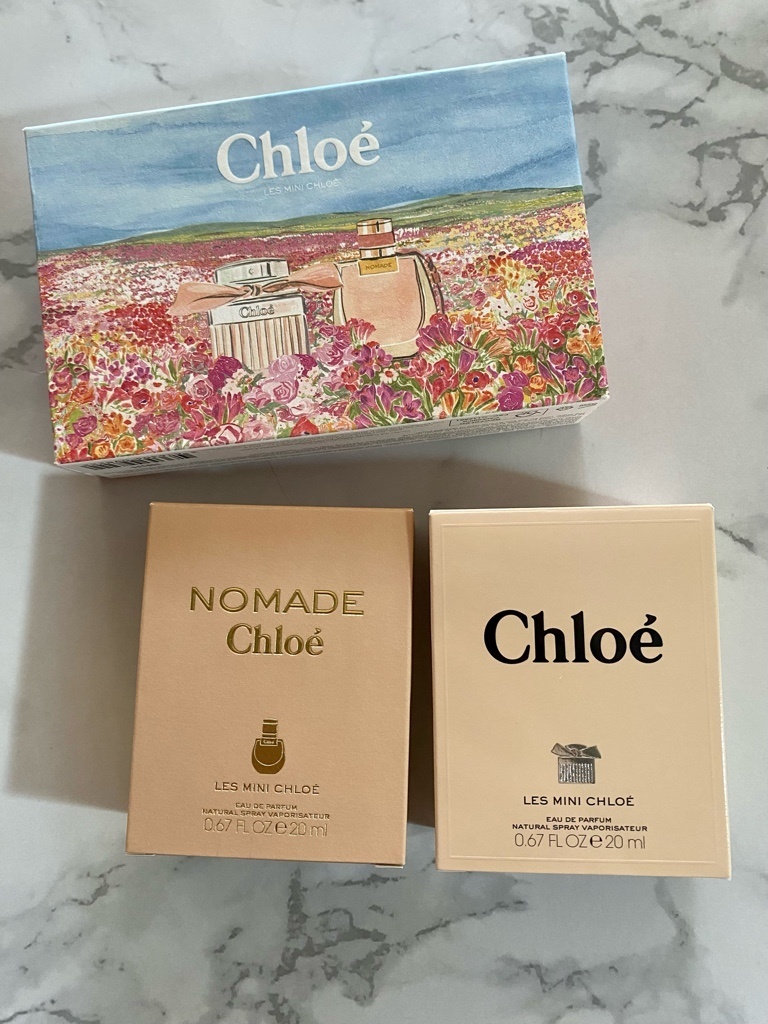 Chloé
LES MINI CHLOÉ
NOMADE
Chloé
NOMADE
Chloé
LES MINI CHLOÉ
EAU DE PARFUM
NATURAL SPRAY VAPORISATEUR
0.67 FL OZ e 20 ml
Chloé
LES MINI CHLOÉ
EAU DE PARFUM
NATURAL SPRAY VAPORISATEUR
0.67 FL OZ e 20 ml